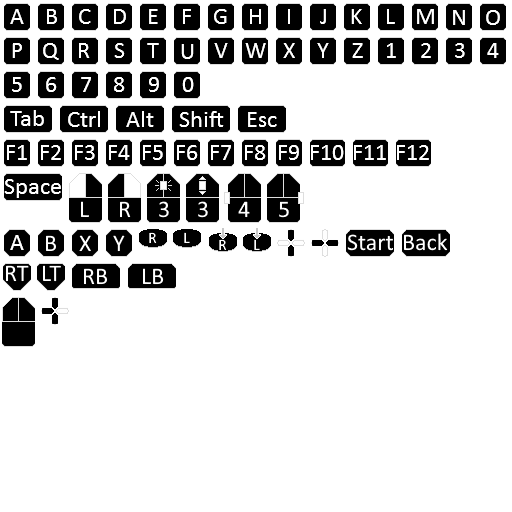 A B C D E F G H I J K L M N O
P Q R S T U V W X Y Z 1 2 3 4
5 6 7 8 9 0
Tab Ctrl Alt Shift Esc
F1 F2 F3 F4 F5 F6 F7 F8 F9 F10 F11 F12
Space L R 3 3 4 5
A B X Y R L R L Start Back
RT LT RB LB